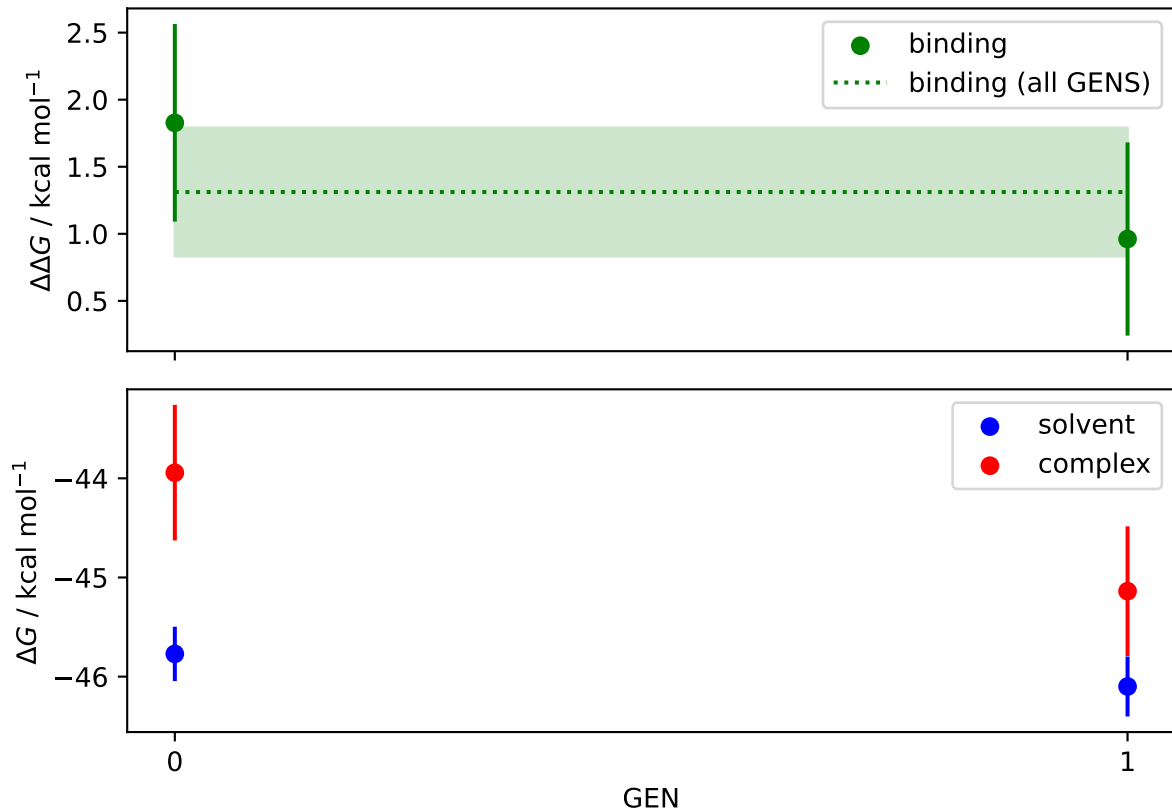 2.5
2.0
1.5
1.0
0.5
ΔΔG / kcal mol⁻¹
binding
binding (all GENS)
−44
−45
−46
ΔG / kcal mol⁻¹
solvent
complex
0
1
GEN